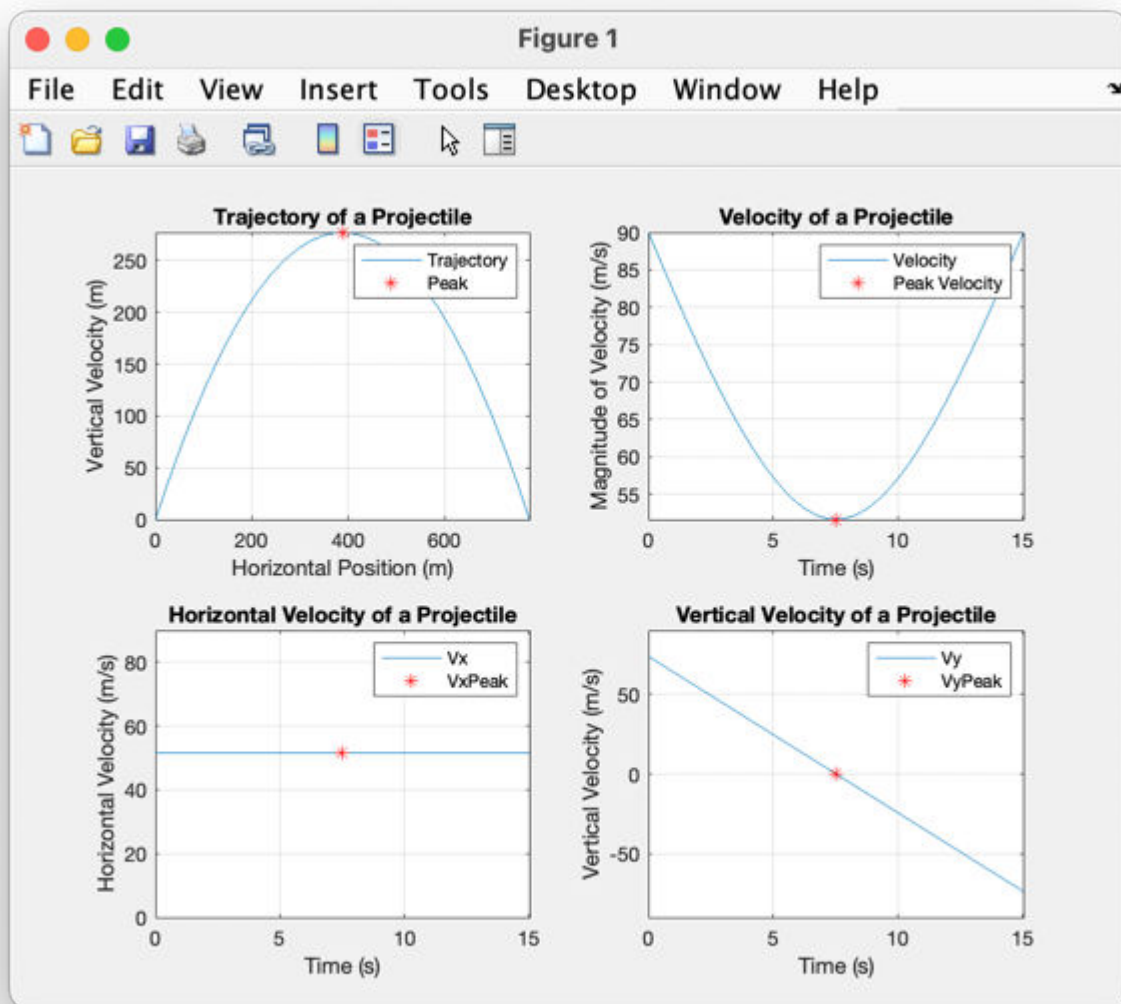 Figure 1
File Edit View Insert Tools Desktop Window Help
Trajectory of a Projectile
Trajectory
Peak
Vertical Velocity (m)
250
200
150
100
50
0
0 200 400 600
Horizontal Position (m)
Velocity of a Projectile
Velocity
Peak Velocity
Magnitude of Velocity (m/s)
90
85
80
75
70
65
60
55
0 5 10 15
Time (s)
Horizontal Velocity of a Projectile
Vx
VxPeak
Horizontal Velocity (m/s)
80
60
40
20
0
0 5 10 15
Time (s)
Vertical Velocity of a Projectile
Vy
VyPeak
Vertical Velocity (m/s)
50
0
-50
0 5 10 15
Time (s)